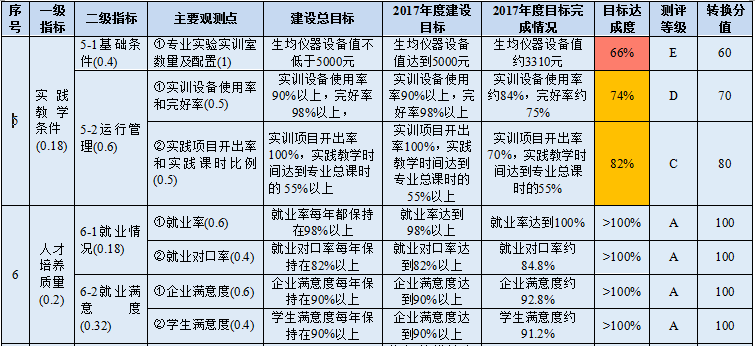 序号 一级指标 二级指标 主要观测点 建设总目标 2017年度建设目标 2017年度目标完成情况 目标达成度 测评等级 转换分值
5 实践教学条件(0.18)
5-1基础条件(0.4) ①专业实验实训室数量及配置(1) 生均仪器设备值不低于5000元 生均仪器设备值达到5000元 生均仪器设备值约3310元 66% E 60
5-2运行管理(0.6) ①实训设备使用率和完好率(0.5) 实训设备使用率90%以上，完好率98%以上， 实训设备使用率90%以上，完好率98%以上 实训设备使用率约84%，完好率约75% 74% D 70
②实践项目开出率和实践课时比例(0.5) 实训项目开出率100%，实践教学时间达到专业总课时的 55%以上 实训项目开出率100%，实践教学时间达到专业总课时的55%以上 实训项目开出率70%，实践教学时间达到专业总课时的55% 82% C 80
6 人才培养质量(0.2)
6-1就业情况(0.18) ①就业率(0.6) 就业率每年都保持在98%以上 就业率达到98%以上 就业率达到100% >100% A 100
②就业对口率(0.4) 就业对口率每年保持在82%以上 就业对口率达到82%以上 就业对口率约84.8% >100% A 100
6-2就业满意度(0.32) ①企业满意度(0.6) 企业满意度每年保持在90%以上 企业满意度达到90%以上 企业满意度约92.8% >100% A 100
②学生满意度(0.4) 学生满意度每年保持在90%以上 学生满意度达到90%以上 学生满意度约91.2% >100% A 100